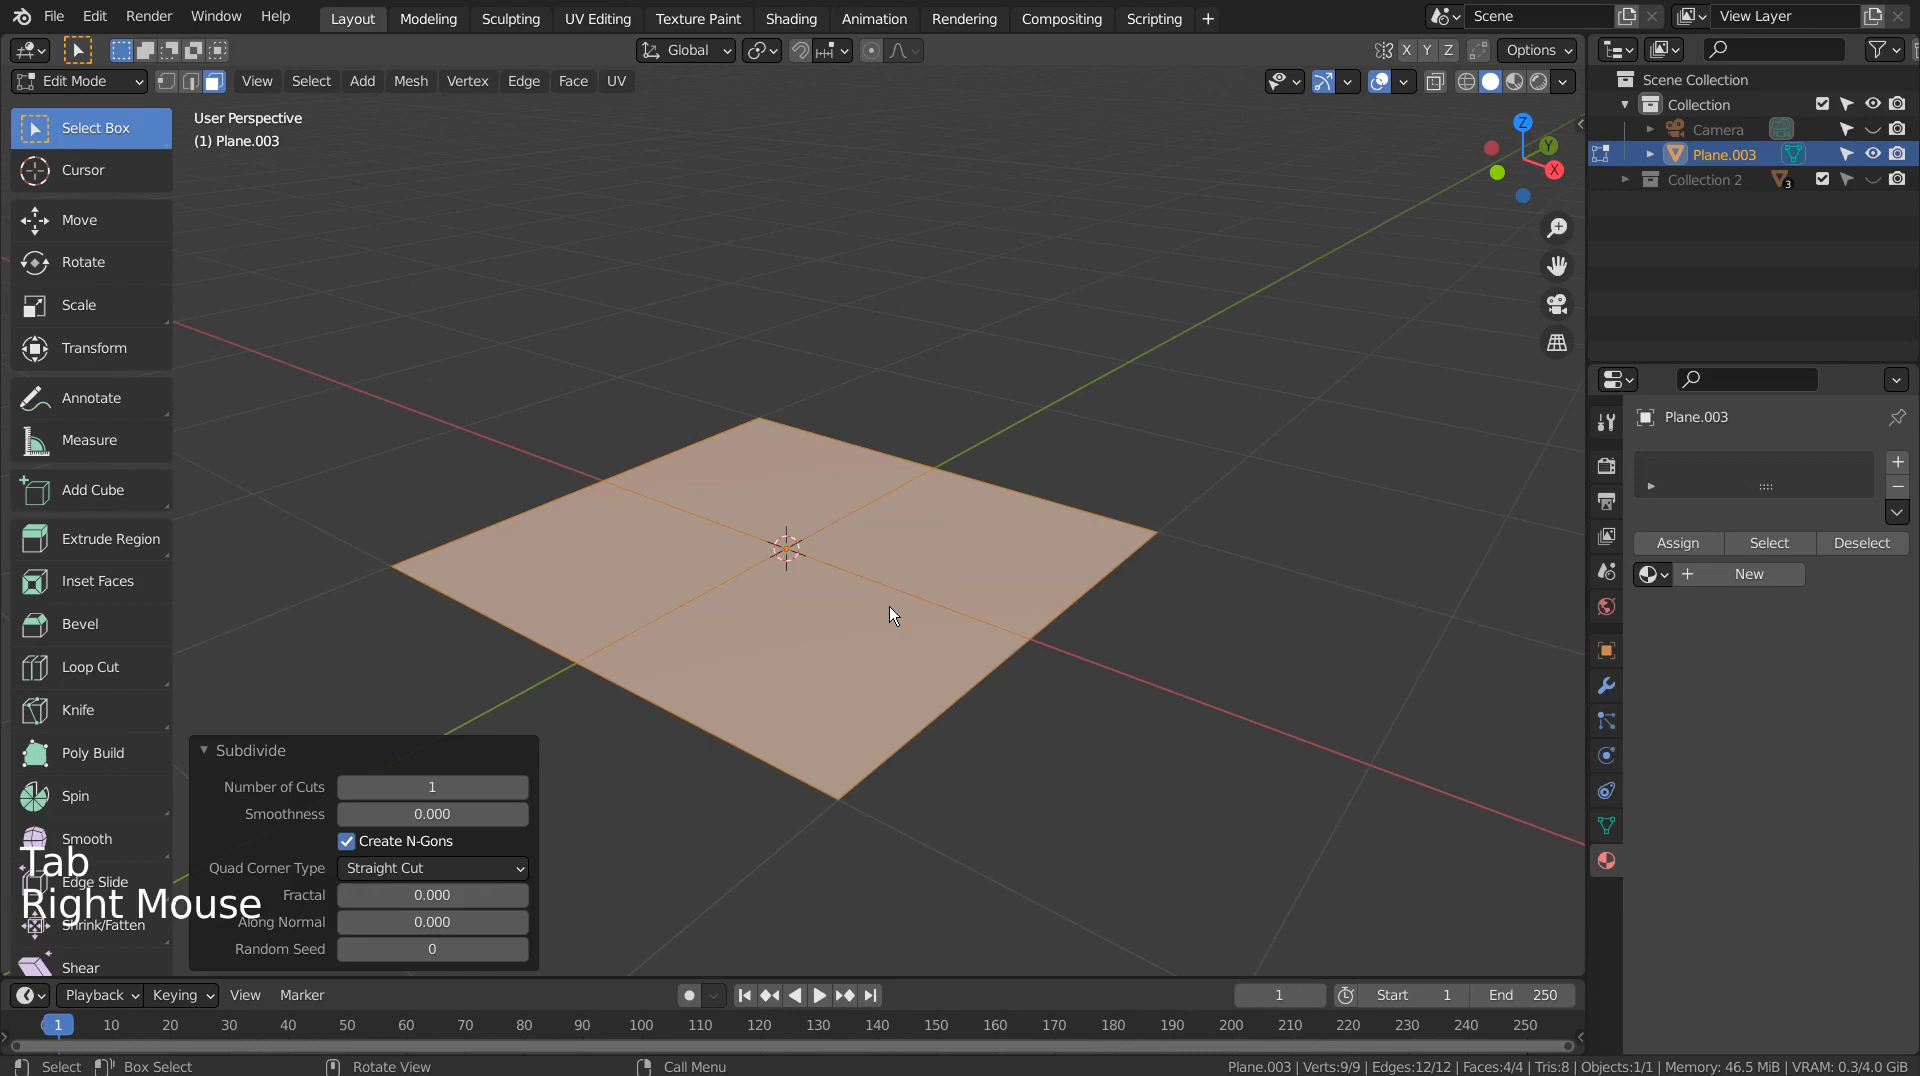 File Edit Render Window Help Layout Modeling Sculpting UV Editing Texture Paint Shading Animation Rendering Compositing Scripting + Scene View Layer
Global X Y Z Options
Edit Mode View Select Add Mesh Vertex Edge Face UV
Scene Collection
Collection
Camera
Plane.003
Collection 2 3
Select Box
Cursor
Move
Rotate
Scale
Transform
Annotate
Measure
Add Cube
Extrude Region
Inset Faces
Bevel
Loop Cut
Knife
Poly Build
Spin
Smooth
Edge Slide
Shrink/Fatten
Shear
User Perspective
(1) Plane.003
Z
Y
X
Plane.003
Assign Select Deselect
New
Subdivide
Number of Cuts 1
Smoothness 0.000
Create N-Gons
Quad Corner Type Straight Cut
Fractal 0.000
Along Normal 0.000
Random Seed 0
Tab
Right Mouse
Playback Keying View Marker 1 Start 1 End 250
1 10 20 30 40 50 60 70 80 90 100 110 120 130 140 150 160 170 180 190 200 210 220 230 240 250
Select Box Select Rotate View Call Menu Plane.003 | Verts:9/9 | Edges:12/12 | Faces:4/4 | Tris:8 | Objects:1/1 | Memory: 46.5 MiB | VRAM: 0.3/4.0 GiB